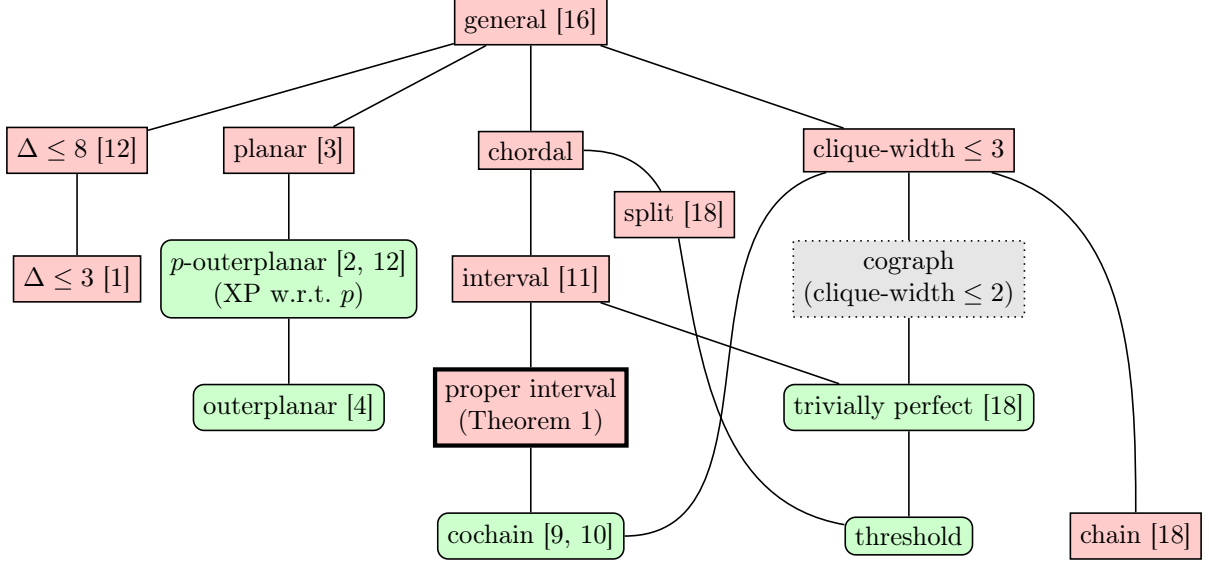 general [16]
Δ ≤ 8 [12]
planar [3]
chordal
clique-width ≤ 3
split [18]
Δ ≤ 3 [1]
p-outerplanar [2, 12]
(XP w.r.t. p)
interval [11]
cograph
(clique-width ≤ 2)
outerplanar [4]
proper interval
(Theorem 1)
trivially perfect [18]
cochain [9, 10]
threshold
chain [18]